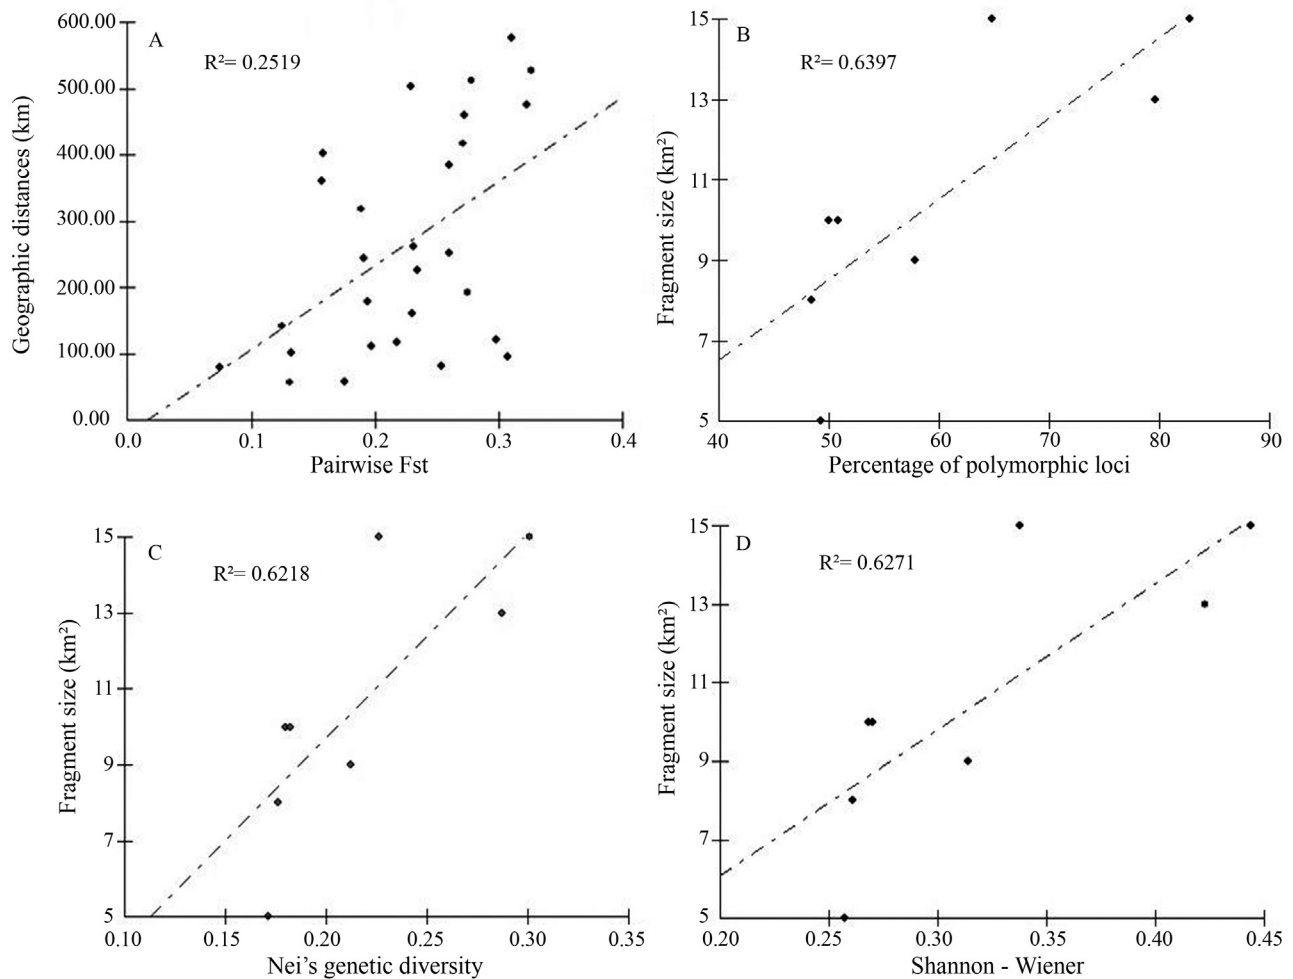 A
R²= 0.2519
600.00
500.00
400.00
300.00
200.00
100.00
0.00
Geographic distances (km)
0.0 0.1 0.2 0.3 0.4
Pairwise Fst
B
R²= 0.6397
15
13
11
9
7
5
Fragment size (km²)
40 50 60 70 80 90
Percentage of polymorphic loci
C
R²= 0.6218
15
13
11
9
7
5
Fragment size (km²)
0.10 0.15 0.20 0.25 0.30 0.35
Nei's genetic diversity
D
R²= 0.6271
15
13
11
9
7
5
Fragment size (km²)
0.20 0.25 0.30 0.35 0.40 0.45
Shannon - Wiener